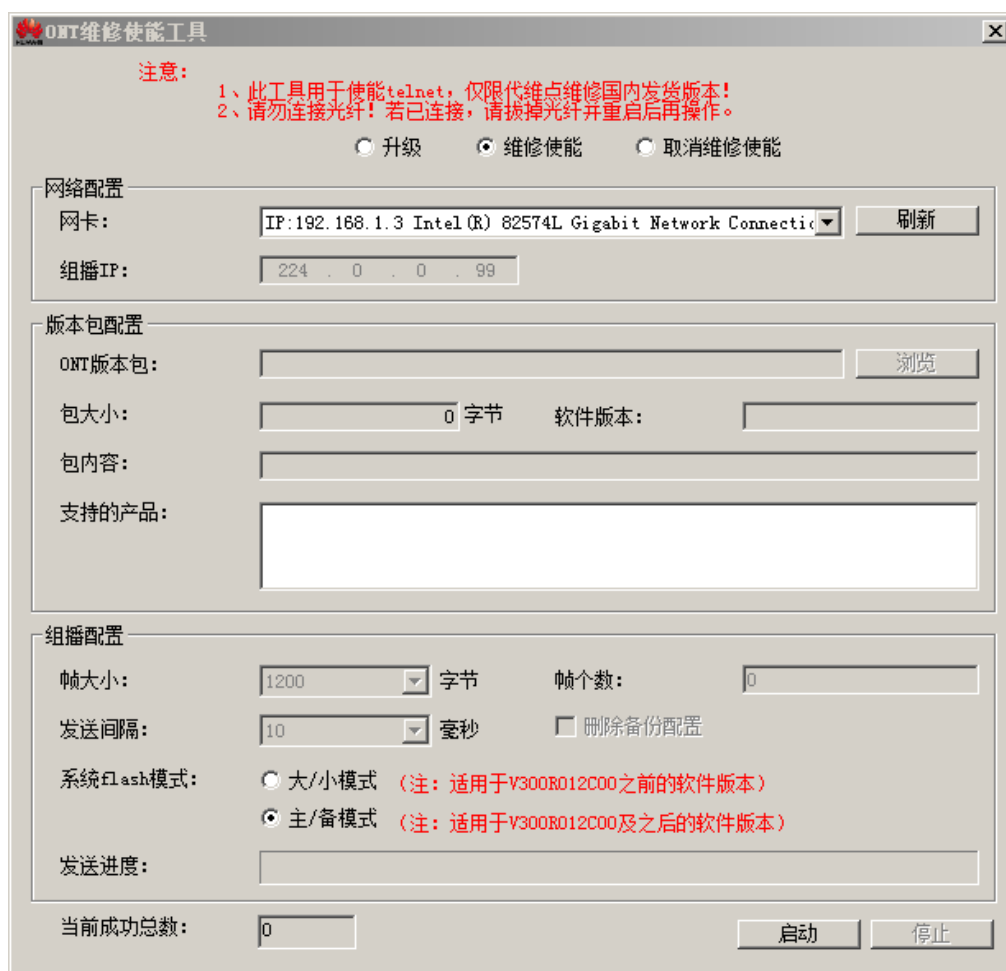 ONT维修使能工具
注意：
1、此工具用于使能telnet，仅限代维点维修国内发货版本！
2、请勿连接光纤！若已连接，请拔掉光纤并重启后再操作。
升级 维修使能 取消维修使能
网络配置
网卡： IP:192.168.1.3 Intel(R) 82574L Gigabit Network Connectic 刷新
组播IP： 224 . 0 . 0 . 99
版本包配置
ONT版本包： 浏览
包大小： 0 字节 软件版本：
包内容：
支持的产品：
组播配置
帧大小： 1200 字节 帧个数： 0
发送间隔： 10 毫秒 删除备份配置
系统flash模式： 大/小模式 （注：适用于V300R012C00之前的软件版本）
主/备模式 （注：适用于V300R012C00及之后的软件版本）
发送进度：
当前成功总数： 0 启动 停止